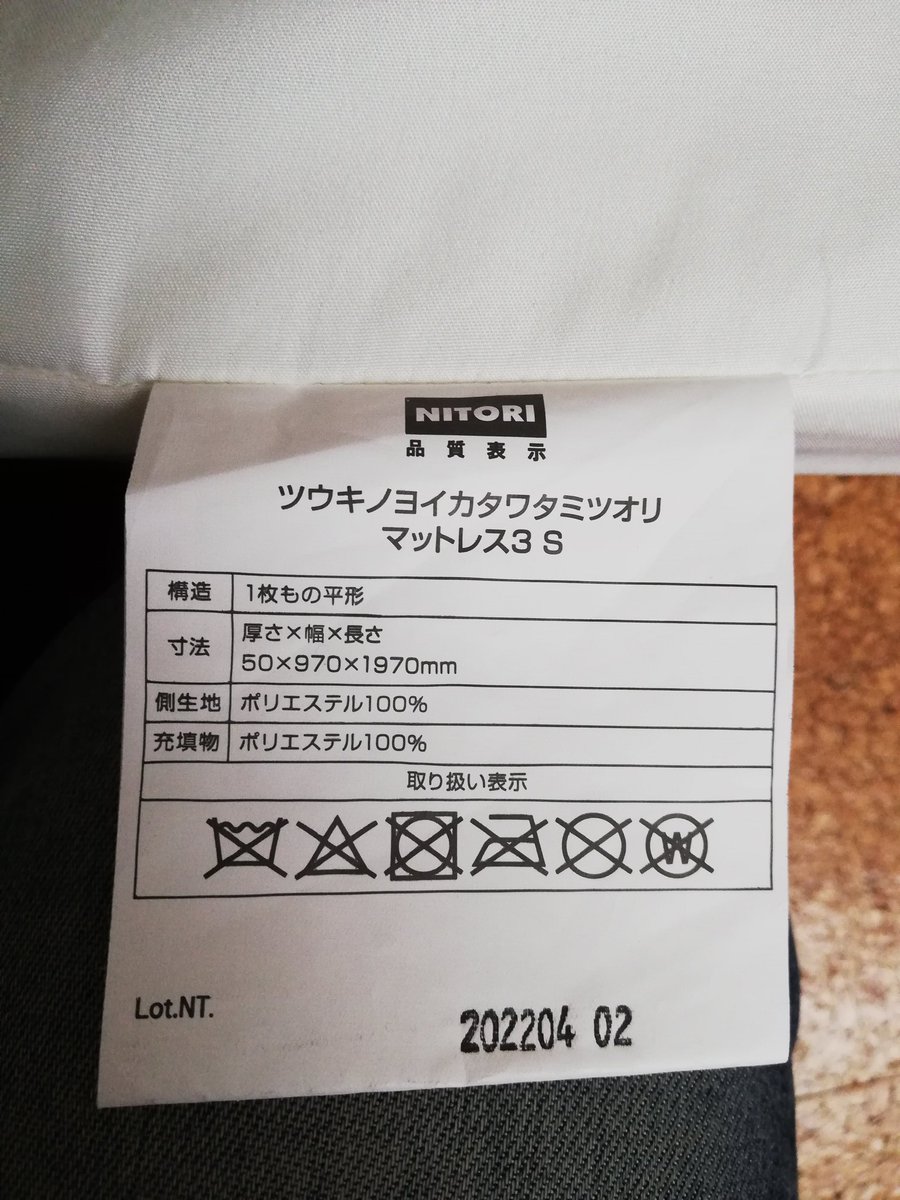 NITORI
品質表示
ツウキノヨイカタワタミツオリ
マットレス3 S
構造 1枚もの平形
寸法 厚さ×幅×長さ
50×970×1970mm
側生地 ポリエステル100%
充填物 ポリエステル100%
取り扱い表示
W
Lot.NT.
202204 02